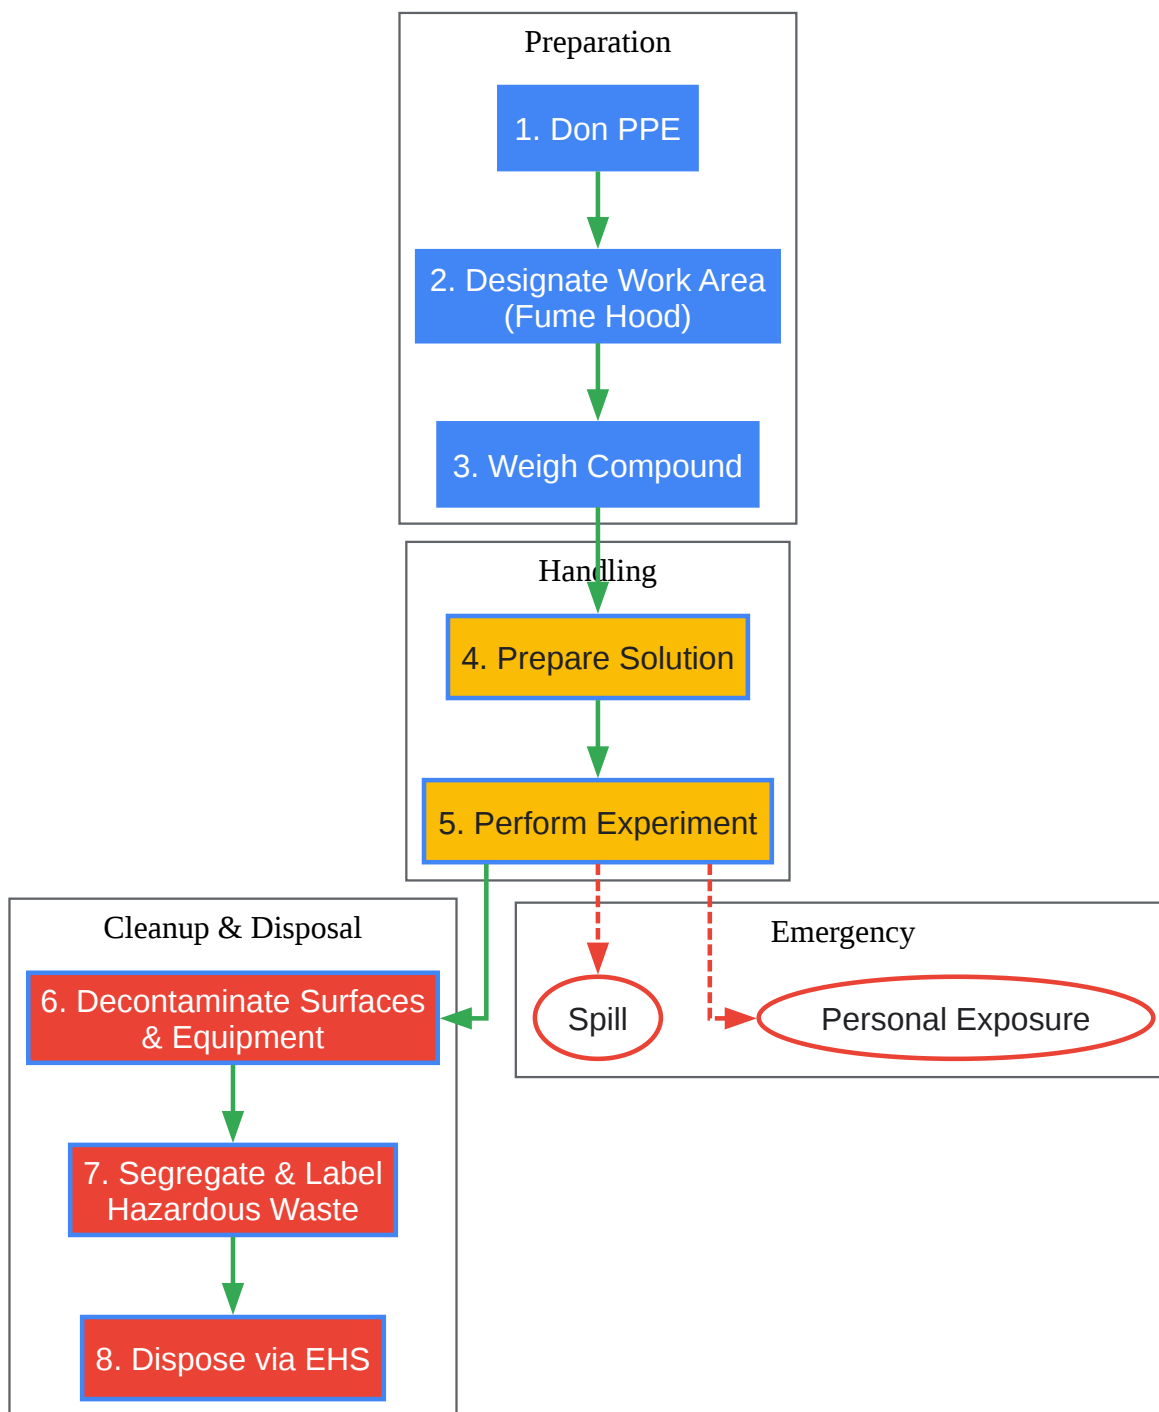 Preparation
1. Don PPE
2. Designate Work Area
(Fume Hood)
3. Weigh Compound
Handling
4. Prepare Solution
5. Perform Experiment
Cleanup & Disposal
6. Decontaminate Surfaces
& Equipment
7. Segregate & Label
Hazardous Waste
8. Dispose via EHS
Emergency
Spill
Personal Exposure